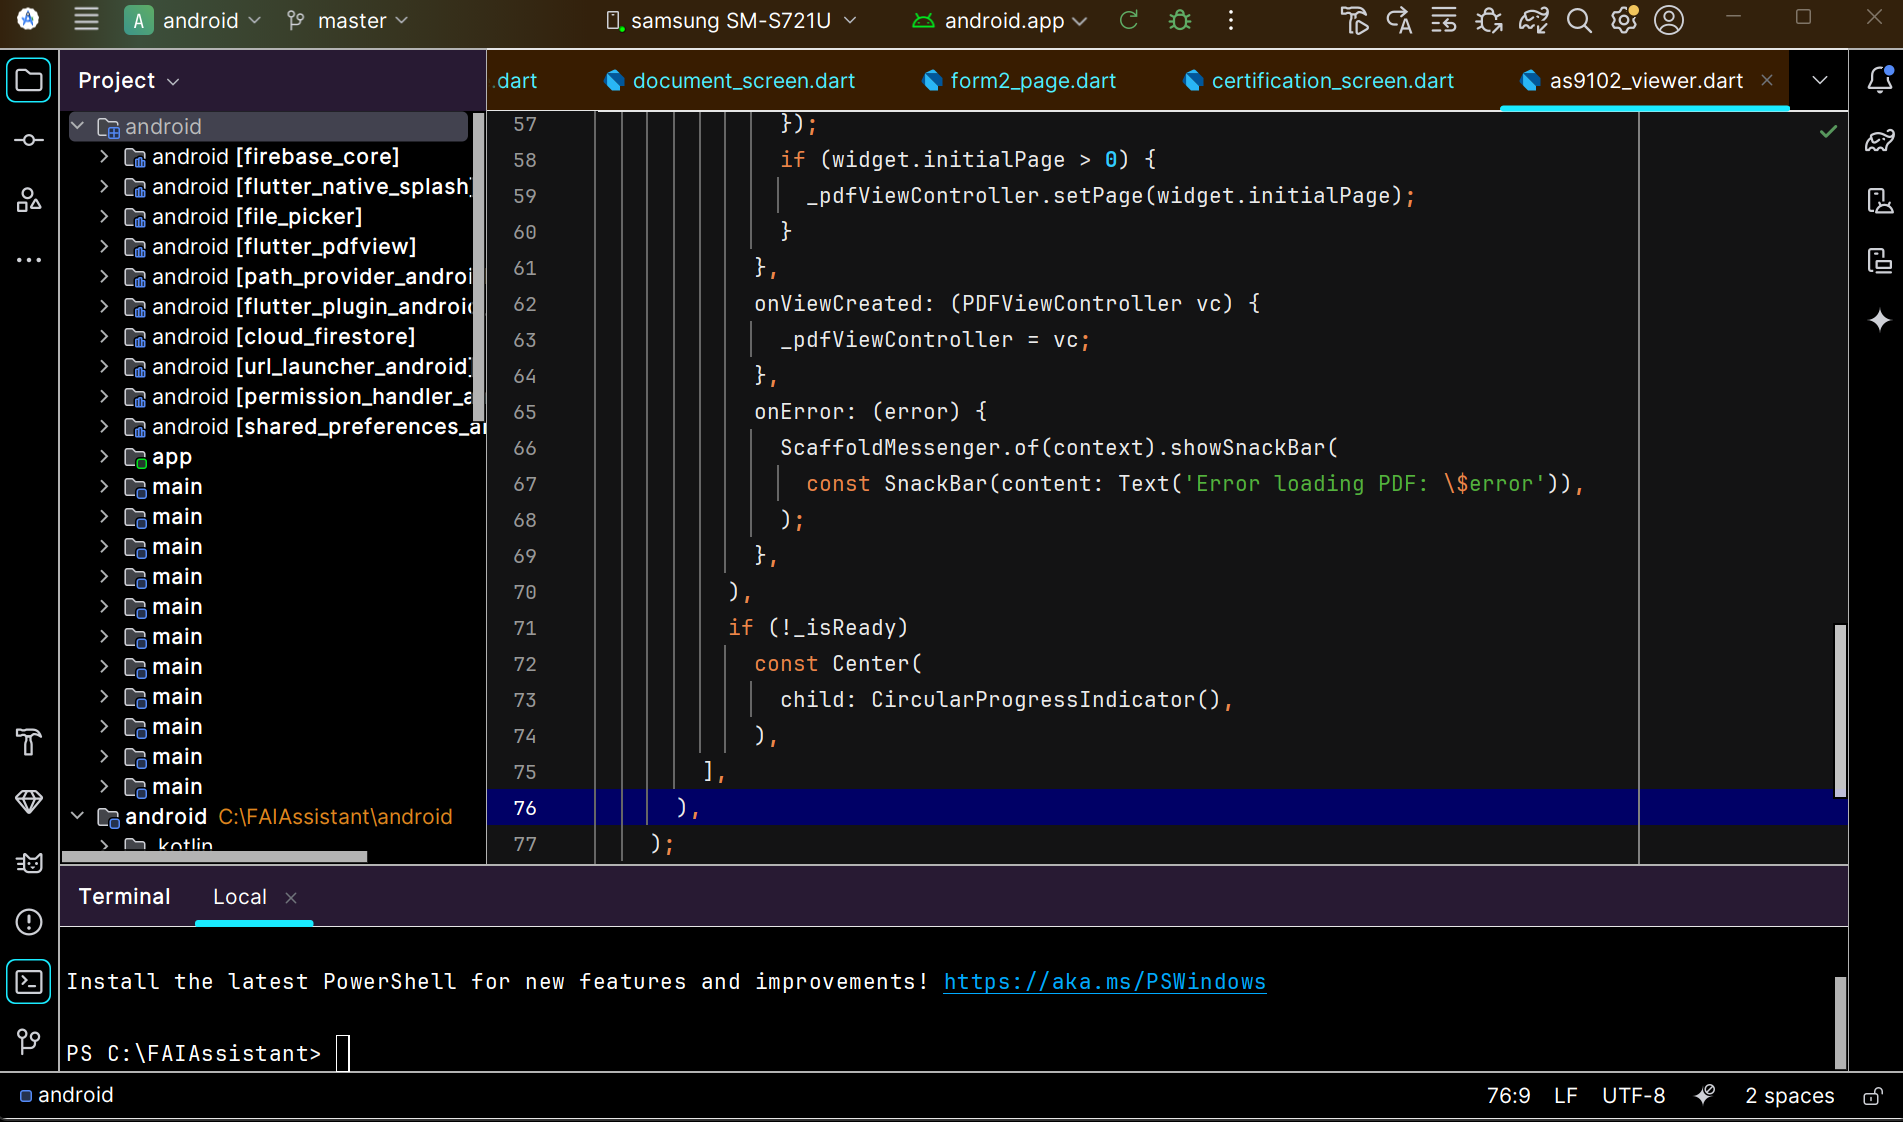 A android master samsung SM-S721U android.app
Project
.dart document_screen.dart form2_page.dart certification_screen.dart as9102_viewer.dart
android
android [firebase_core]
android [flutter_native_splash]
android [file_picker]
android [flutter_pdfview]
android [path_provider_androi
android [flutter_plugin_android
android [cloud_firestore]
android [url_launcher_android]
android [permission_handler_a
android [shared_preferences_an
app
main
main
main
main
main
main
main
main
main
main
main
android C:\FAIAssistant\android
.kotlin
57 });
58 if (widget.initialPage > 0) {
59 _pdfViewController.setPage(widget.initialPage);
60 }
61 },
62 onViewCreated: (PDFViewController vc) {
63 _pdfViewController = vc;
64 },
65 onError: (error) {
66 ScaffoldMessenger.of(context).showSnackBar(
67 const SnackBar(content: Text('Error loading PDF: \$error')),
68 );
69 },
70 ),
71 if (!_isReady)
72 const Center(
73 child: CircularProgressIndicator(),
74 ),
75 ],
76 ),
77 );
Terminal Local
Install the latest PowerShell for new features and improvements! https://aka.ms/PSWindows
PS C:\FAIAssistant>
android 76:9 LF UTF-8 2 spaces